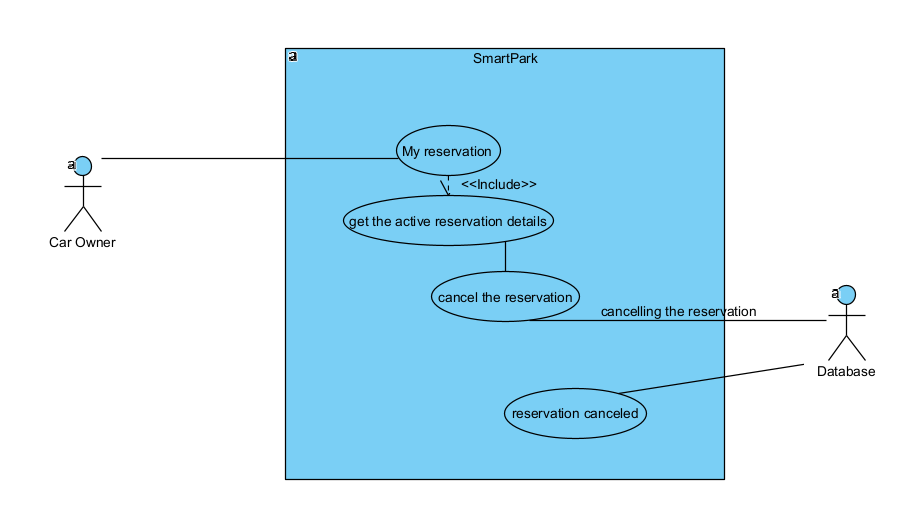 a
SmartPark
My reservation
a
<<Include>>
get the active reservation details
Car Owner
cancel the reservation
a
cancelling the reservation
Database
reservation canceled